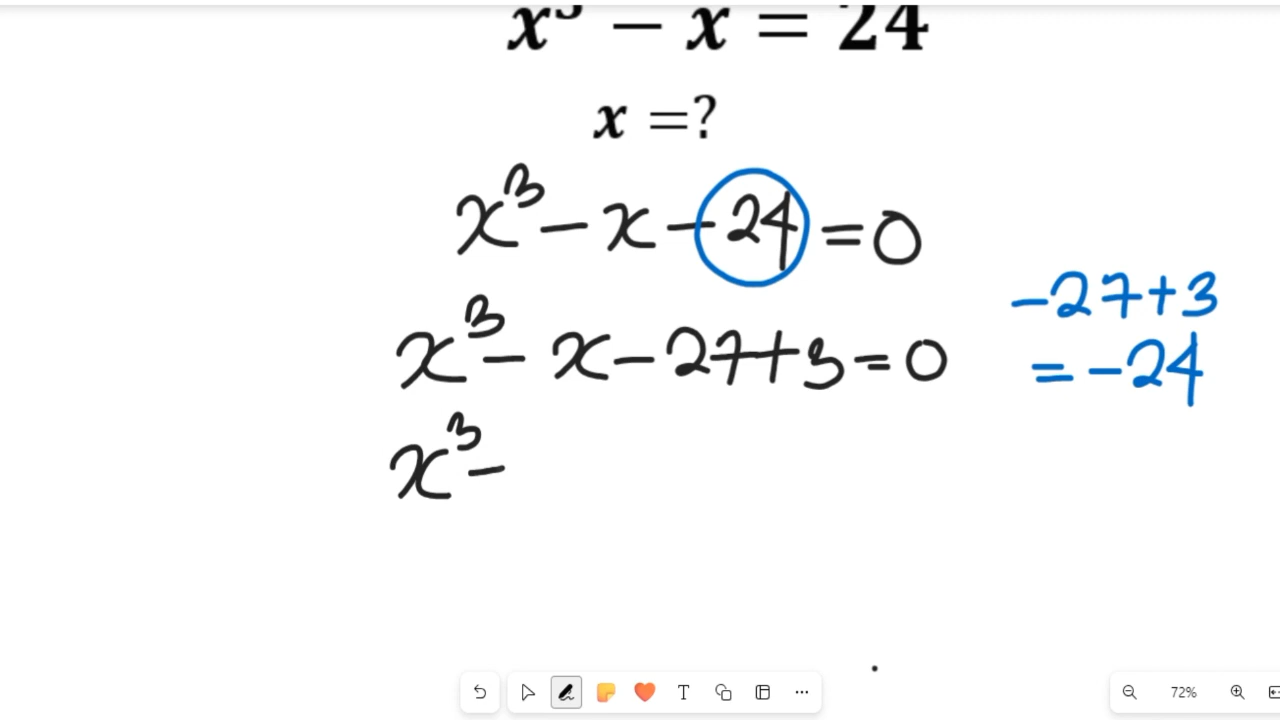 x³ − x = 24
x =?
x³ − x − 24 = 0
x³ − x − 27 + 3 = 0
x³ −
−27+3
= −24
T
72%